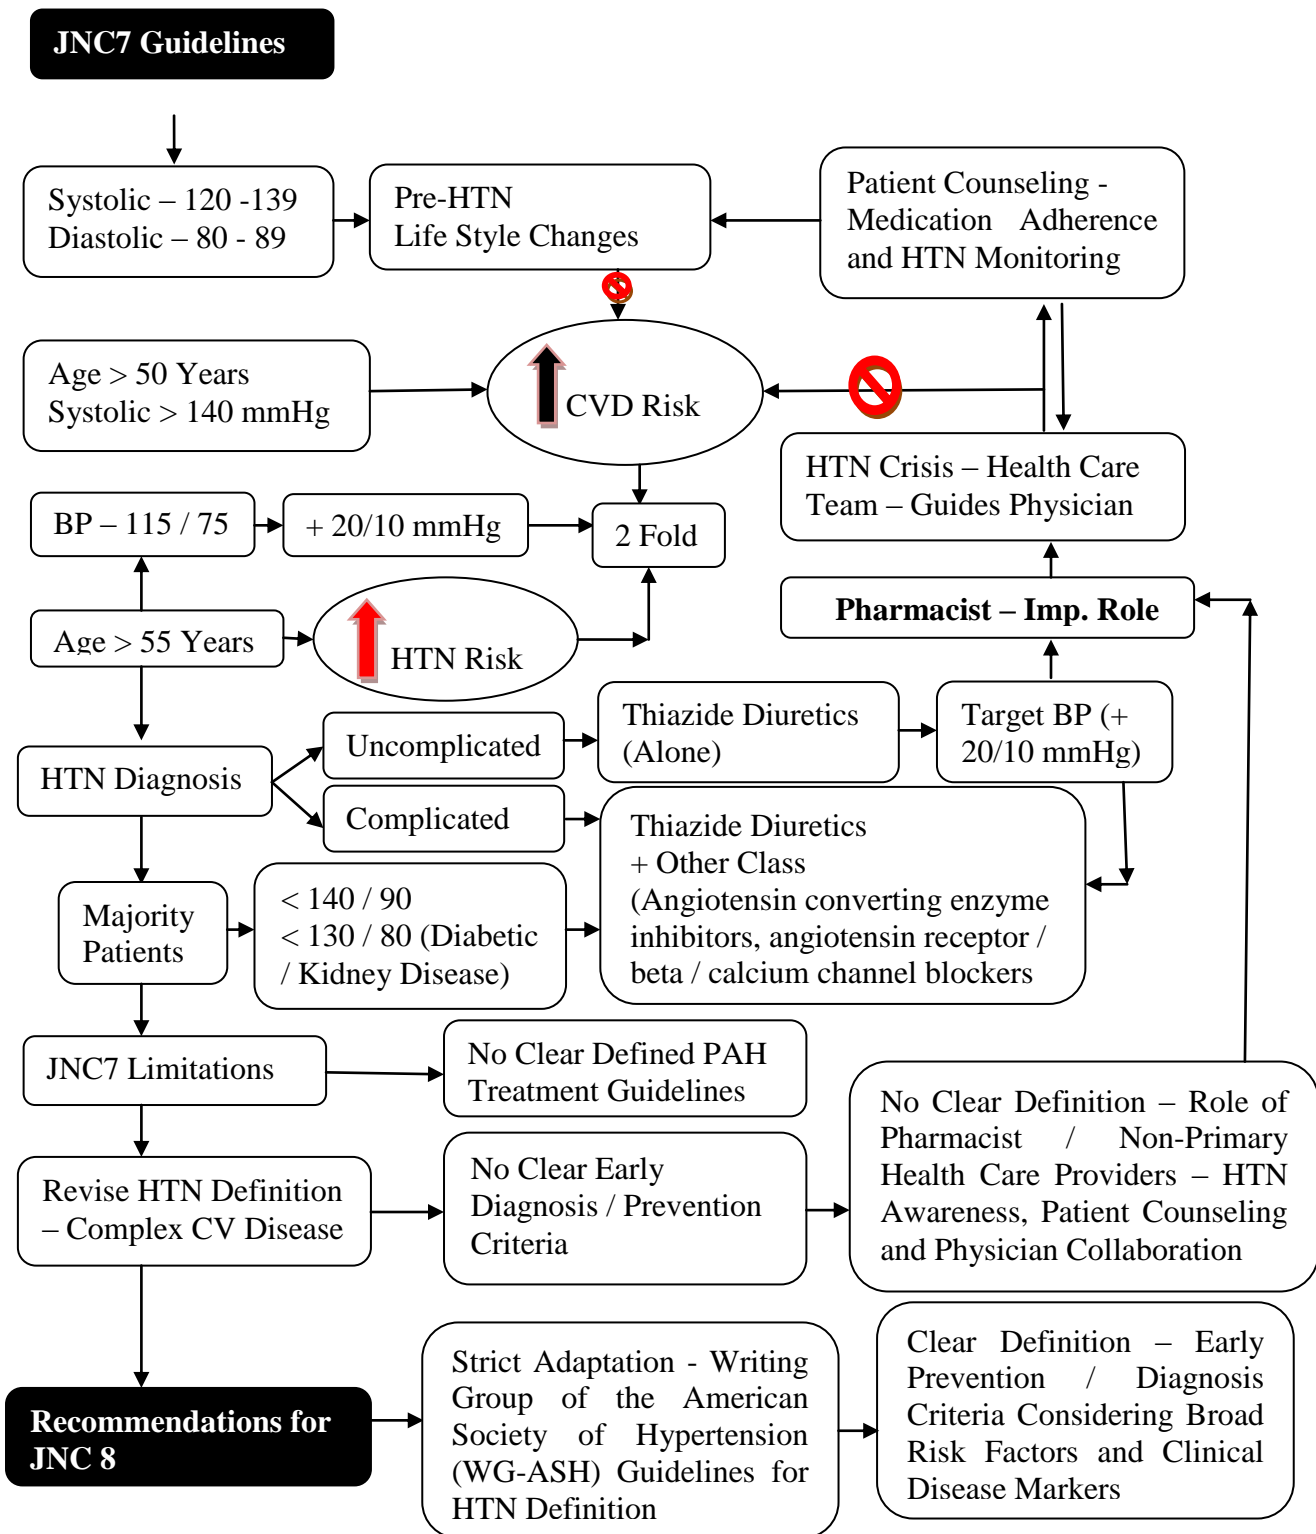 JNC7 Guidelines
Systolic – 120 -139
Diastolic – 80 - 89
Pre-HTN
Life Style Changes
Patient Counseling -
Medication Adherence
and HTN Monitoring
Age > 50 Years
Systolic > 140 mmHg
CVD Risk
HTN Crisis – Health Care
Team – Guides Physician
BP – 115 / 75
+ 20/10 mmHg
2 Fold
Pharmacist – Imp. Role
Age > 55 Years
HTN Risk
Uncomplicated
Thiazide Diuretics
(Alone)
Target BP (+
20/10 mmHg)
HTN Diagnosis
Complicated
Thiazide Diuretics
+ Other Class
(Angiotensin converting enzyme
inhibitors, angiotensin receptor /
beta / calcium channel blockers
Majority
Patients
< 140 / 90
< 130 / 80 (Diabetic
/ Kidney Disease)
JNC7 Limitations
No Clear Defined PAH
Treatment Guidelines
Revise HTN Definition
– Complex CV Disease
No Clear Early
Diagnosis / Prevention
Criteria
No Clear Definition – Role of
Pharmacist / Non-Primary
Health Care Providers – HTN
Awareness, Patient Counseling
and Physician Collaboration
Recommendations for
JNC 8
Strict Adaptation - Writing
Group of the American
Society of Hypertension
(WG-ASH) Guidelines for
HTN Definition
Clear Definition – Early
Prevention / Diagnosis
Criteria Considering Broad
Risk Factors and Clinical
Disease Markers